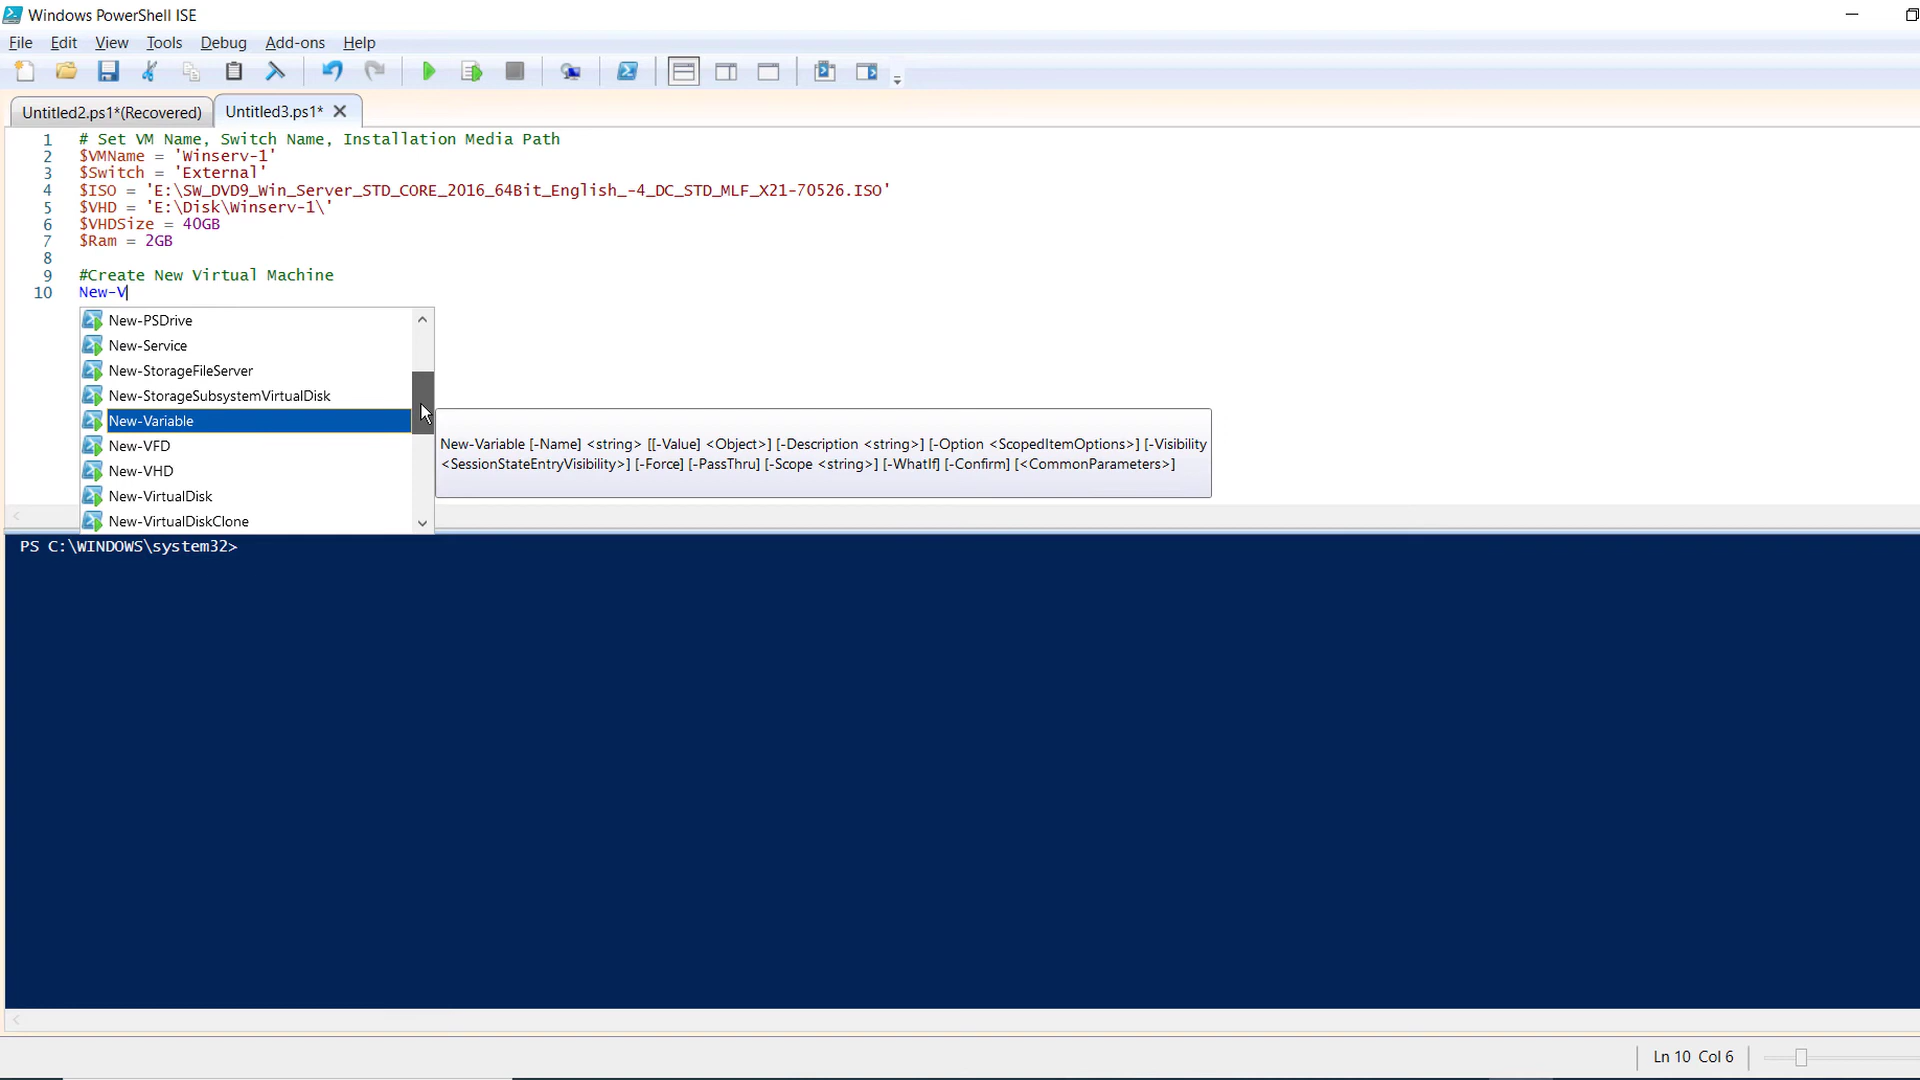 Windows PowerShell ISE
File Edit View Tools Debug Add-ons Help
Untitled2.ps1*(Recovered) Untitled3.ps1*
1 # Set VM Name, Switch Name, Installation Media Path
2 $VMName = 'Winserv-1'
3 $Switch = 'External'
4 $ISO = 'E:\SW_DVD9_Win_Server_STD_CORE_2016_64Bit_English_-4_DC_STD_MLF_X21-70526.ISO'
5 $VHD = 'E:\Disk\Winserv-1\'
6 $VHDSize = 40GB
7 $Ram = 2GB
8
9 #Create New Virtual Machine
10 New-V
New-PSDrive
New-Service
New-StorageFileServer
New-StorageSubsystemVirtualDisk
New-Variable
New-VFD
New-VHD
New-VirtualDisk
New-VirtualDiskClone
New-Variable [-Name] <string> [[-Value] <Object>] [-Description <string>] [-Option <ScopedItemOptions>] [-Visibility
<SessionStateEntryVisibility>] [-Force] [-PassThru] [-Scope <string>] [-WhatIf] [-Confirm] [<CommonParameters>]
PS C:\WINDOWS\system32>
Ln 10 Col 6